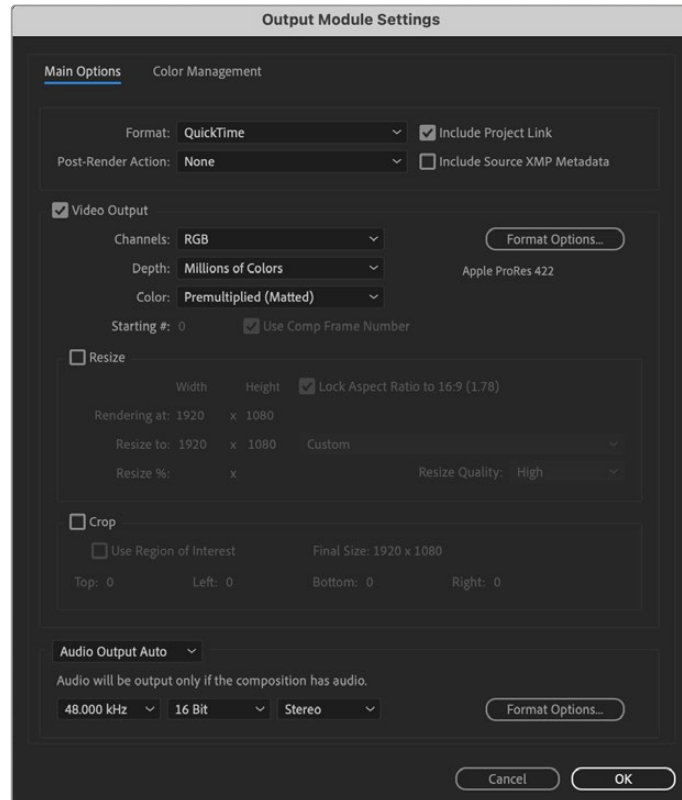 Output Module Settings
Main Options Color Management
Format: QuickTime Include Project Link
Post-Render Action: None Include Source XMP Metadata
Video Output
Channels: RGB Format Options...
Depth: Millions of Colors Apple ProRes 422
Color: Premultiplied (Matted)
Starting #: 0 Use Comp Frame Number
Resize
Width Height Lock Aspect Ratio to 16:9 (1.78)
Rendering at: 1920 x 1080
Resize to: 1920 x 1080 Custom
Resize %: x Resize Quality: High
Crop
Use Region of Interest Final Size: 1920 x 1080
Top: 0 Left: 0 Bottom: 0 Right: 0
Audio Output Auto
Audio will be output only if the composition has audio.
48.000 kHz 16 Bit Stereo Format Options...
Cancel OK